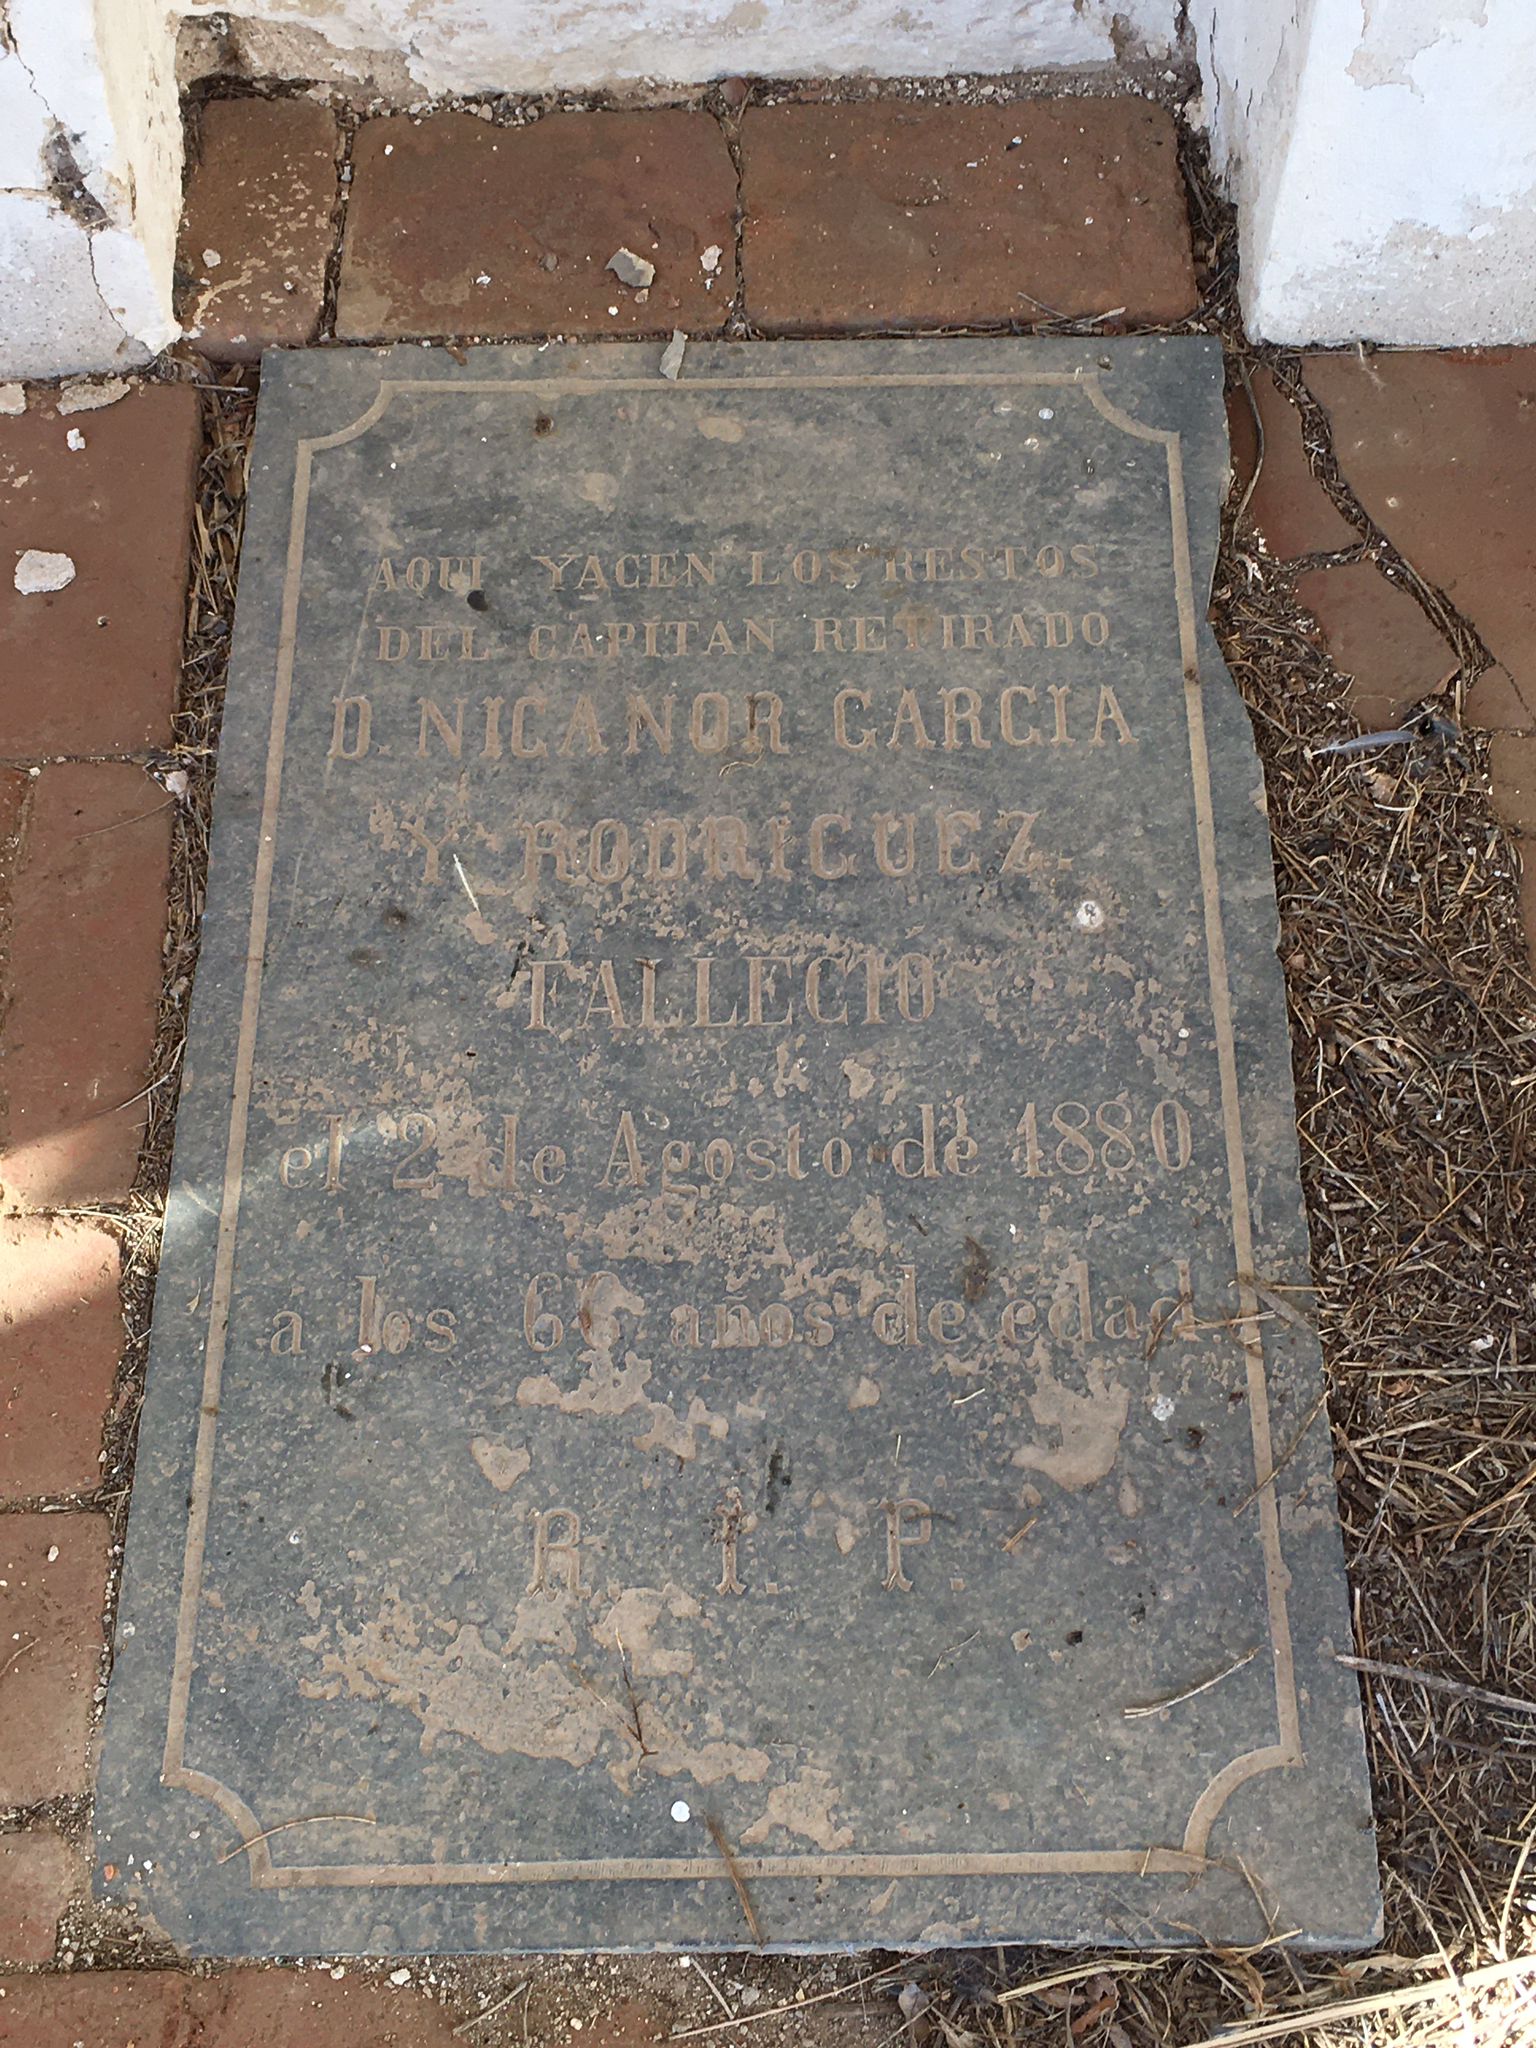 AQUI YACEN LOS RESTOS
DEL CAPITAN RETIRADO
D. NICANOR GARCIA
Y RODRIGUEZ.
FALLECIO
el 2 de Agosto de 1880
a los 66 años de edad.
R. I. P.